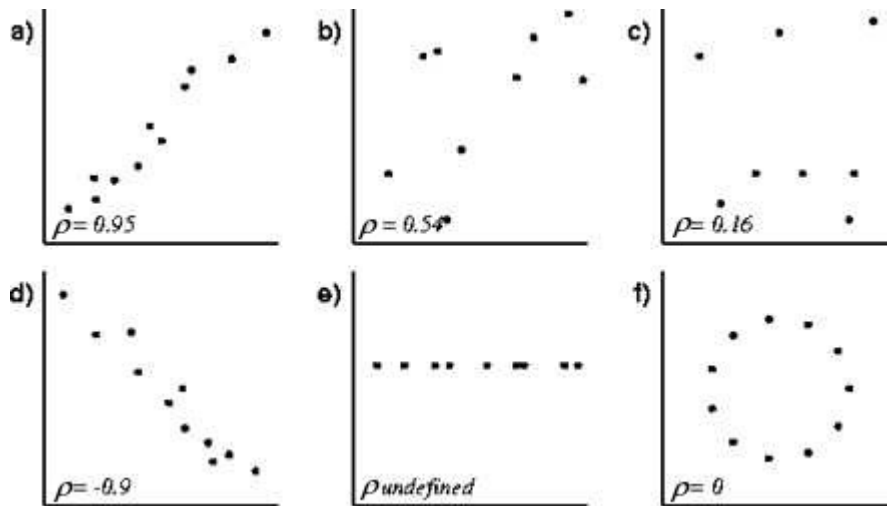 a)
ρ= 0.95
b)
ρ= 0.54
c)
ρ= 0.16
d)
ρ= -0.9
e)
ρ undefined
f)
ρ= 0